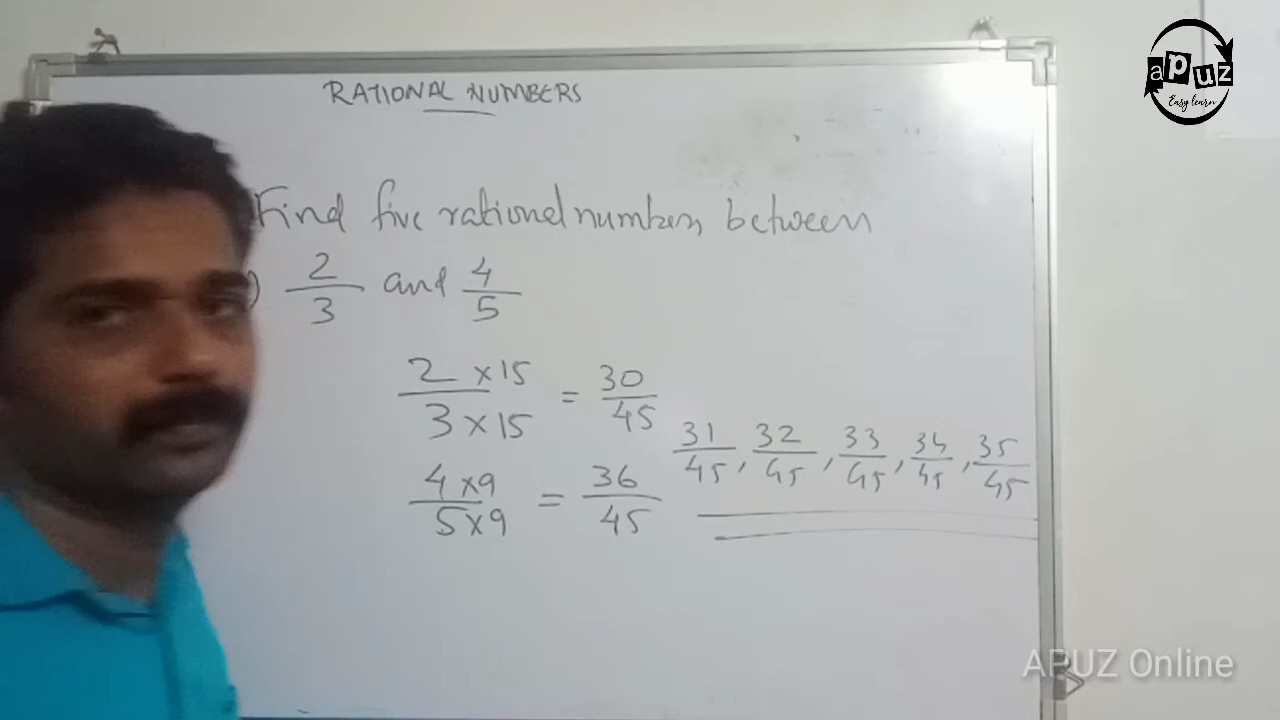 apuz
Easy learn
RATIONAL NUMBERS
Find five rational numbers between
) 2/3 and 4/5
2 ×15 / 3 ×15 = 30/45
31/45, 32/45, 33/45, 34/45, 35/45
4 ×9 / 5×9 = 36/45
APUZ Online